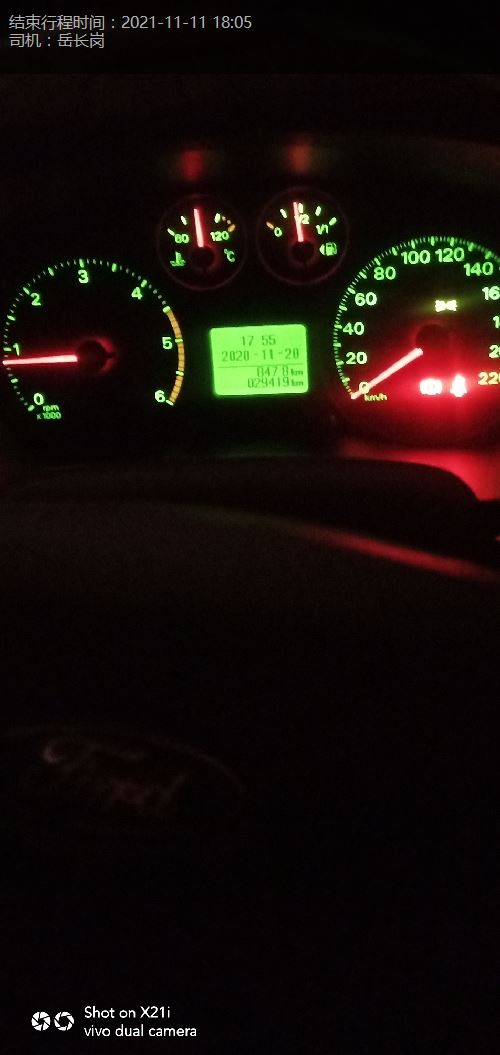 结束行程时间：2021-11-11 18:05
司机：岳长岗
60 120 °C
0 1/2 1/1
0 1 2 3 4 5 6
rpm
x1000
17 55
2020-11-20
847.8 km
029419 km
0 20 40 60 80 100 120 140
220
km/h
Ford
Shot on X21i
vivo dual camera